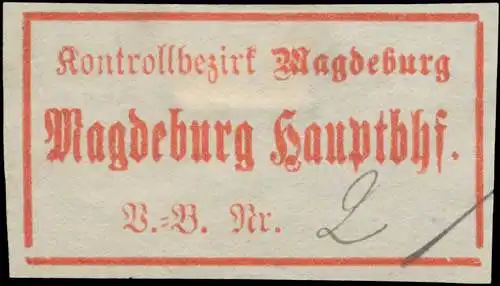 Kontrollbezirk Magdeburg
Magdeburg Hauptbhf.
V.-B. Nr. 2